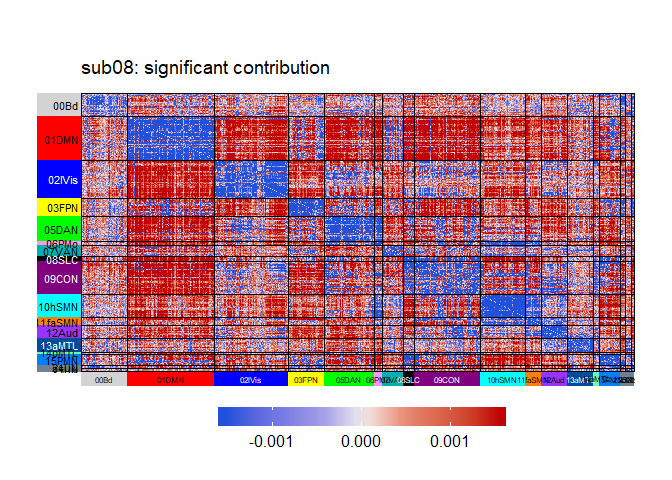 sub08: significant contribution
00Bd
01DMN
02lVis
03FPN
05DAN
06PMo
07VAN
08SLC
09CON
10hSMN
11faSMN
12Aud
13aMTL
15PMN
00Bd 01DMN 02lVis 03FPN 05DAN 08SLC 09CON 10hSMN 12Aud
-0.001 0.000 0.001